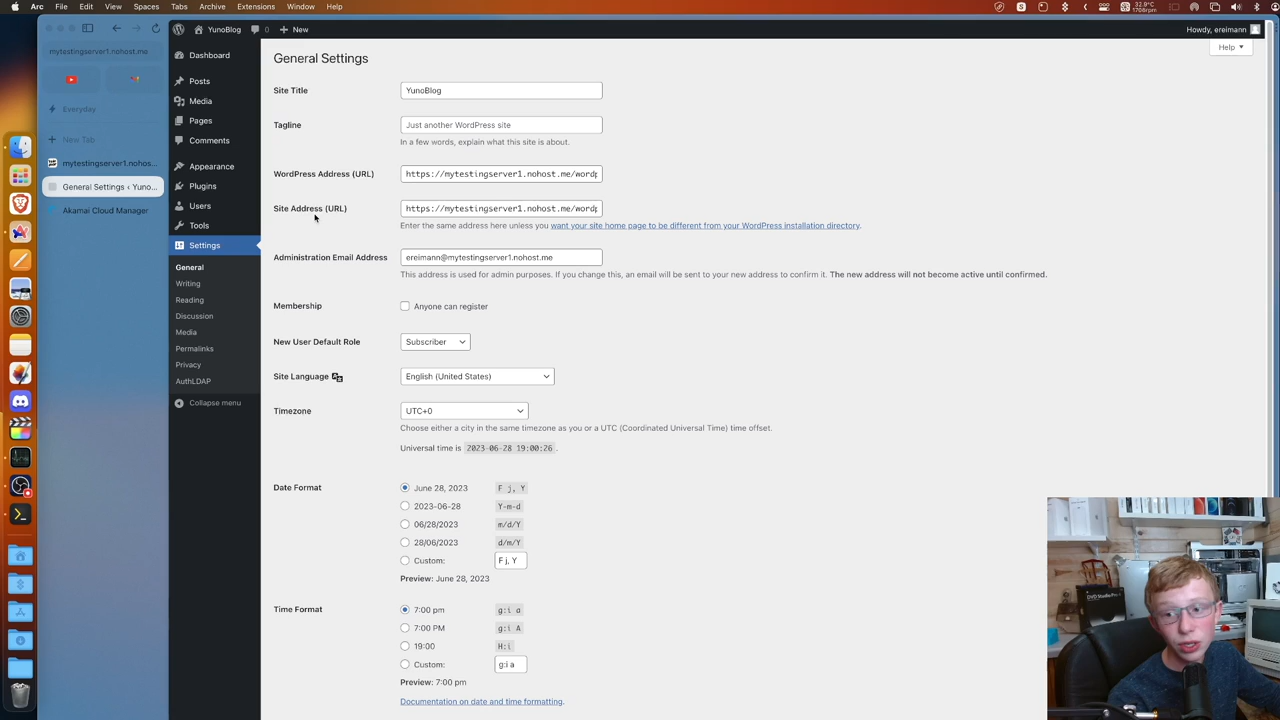 Arc File Edit View Spaces Tabs Archive Extensions Window Help
32.9°C
1708rpm
YunoBlog 0 New
Howdy, ereimann
mytestingserver1.nohost.me
Everyday
New Tab
mytestingserver1.nohos...
General Settings ‹ Yuno...
Akamai Cloud Manager
Dashboard
Posts
Media
Pages
Comments
Appearance
Plugins
Users
Tools
Settings
General
Writing
Reading
Discussion
Media
Permalinks
Privacy
AuthLDAP
Collapse menu
Help
General Settings
Site Title YunoBlog
Tagline Just another WordPress site
In a few words, explain what this site is about.
WordPress Address (URL) https://mytestingserver1.nohost.me/wordp
Site Address (URL) https://mytestingserver1.nohost.me/wordp
Enter the same address here unless you want your site home page to be different from your WordPress installation directory.
Administration Email Address ereimann@mytestingserver1.nohost.me
This address is used for admin purposes. If you change this, an email will be sent to your new address to confirm it. The new address will not become active until confirmed.
Membership Anyone can register
New User Default Role Subscriber
Site Language English (United States)
Timezone UTC+0
Choose either a city in the same timezone as you or a UTC (Coordinated Universal Time) time offset.
Universal time is 2023-06-28 19:00:26 .
Date Format June 28, 2023 F j, Y
2023-06-28 Y-m-d
06/28/2023 m/d/Y
28/06/2023 d/m/Y
Custom: F j, Y
Preview: June 28, 2023
Time Format 7:00 pm g:i a
7:00 PM g:i A
19:00 H:i
Custom: g:i a
Preview: 7:00 pm
Documentation on date and time formatting.